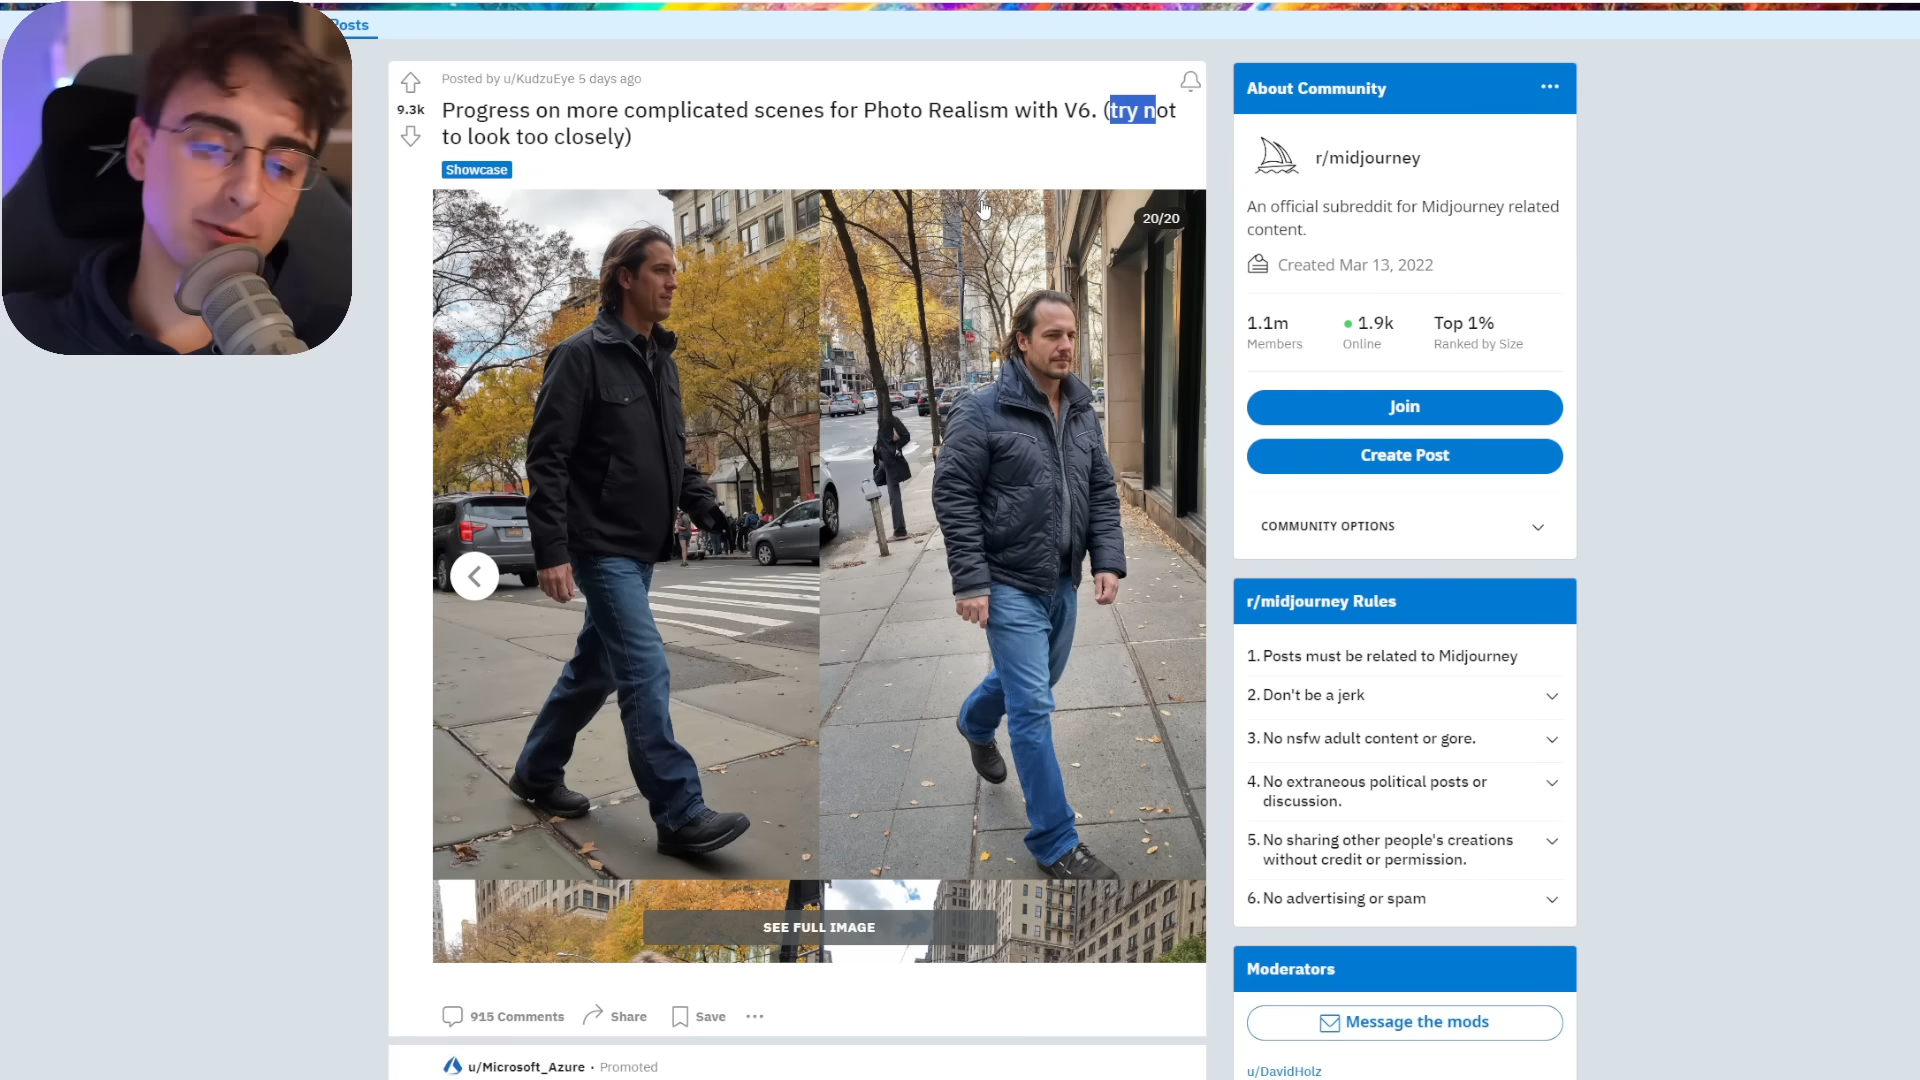 Posts
Posted by u/KudzuEye 5 days ago
9.3k
Progress on more complicated scenes for Photo Realism with V6. (try not
to look too closely)
Showcase
20/20
SEE FULL IMAGE
915 Comments
Share
Save
u/Microsoft_Azure · Promoted
About Community
r/midjourney
An official subreddit for Midjourney related
content.
Created Mar 13, 2022
1.1m
Members
1.9k
Online
Top 1%
Ranked by Size
Join
Create Post
COMMUNITY OPTIONS
r/midjourney Rules
1. Posts must be related to Midjourney
2. Don't be a jerk
3. No nsfw adult content or gore.
4. No extraneous political posts or
discussion.
5. No sharing other people's creations
without credit or permission.
6. No advertising or spam
Moderators
Message the mods
u/DavidHolz